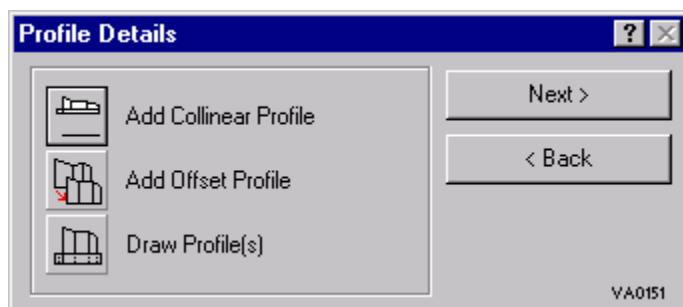 Profile Details
?
Add Collinear Profile
Add Offset Profile
Draw Profile(s)
Next >
< Back
VA0151